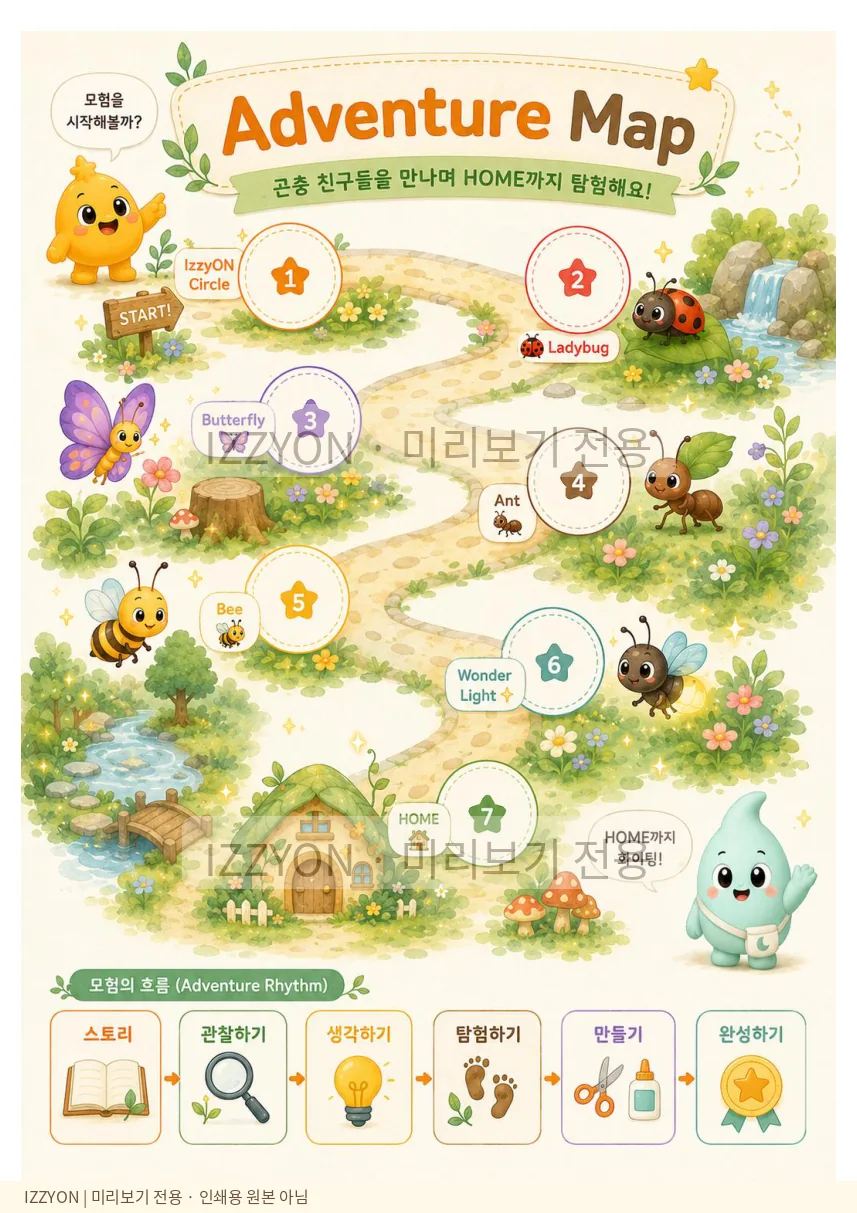 모험을
시작해볼까?
Adventure Map
곤충 친구들을 만나며 HOME까지 탐험해요!
START!
IzzyON
Circle
1
2
Ladybug
Butterfly
3
IZZYON · 미리보기 전용
4
Ant
5
Bee
6
Wonder
Light
HOME
7
HOME까지
화이팅!
IZZYON · 미리보기 전용
모험의 흐름 (Adventure Rhythm)
스토리
관찰하기
생각하기
탐험하기
만들기
완성하기
IZZYON | 미리보기 전용 · 인쇄용 원본 아님